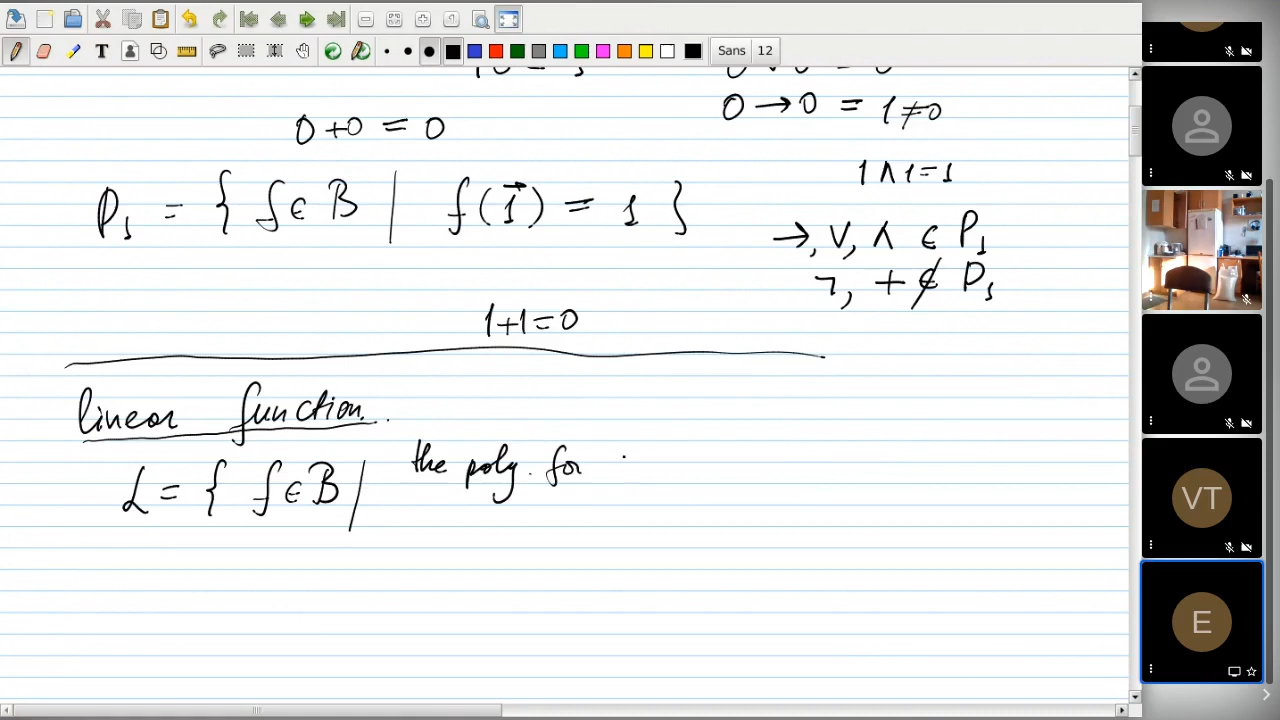 Sans 12
0 → 0 = 1 ≠ 0
0 + 0 = 0
1 ∧ 1 = 1
P₁ = { f ∈ B | f(1⃗) = 1 }
→, ∨, ∧ ∈ P₁
¬, + ∉ P₁
1+1=0
linear function.
L = { f ∈ B | the poly. for
VT
E